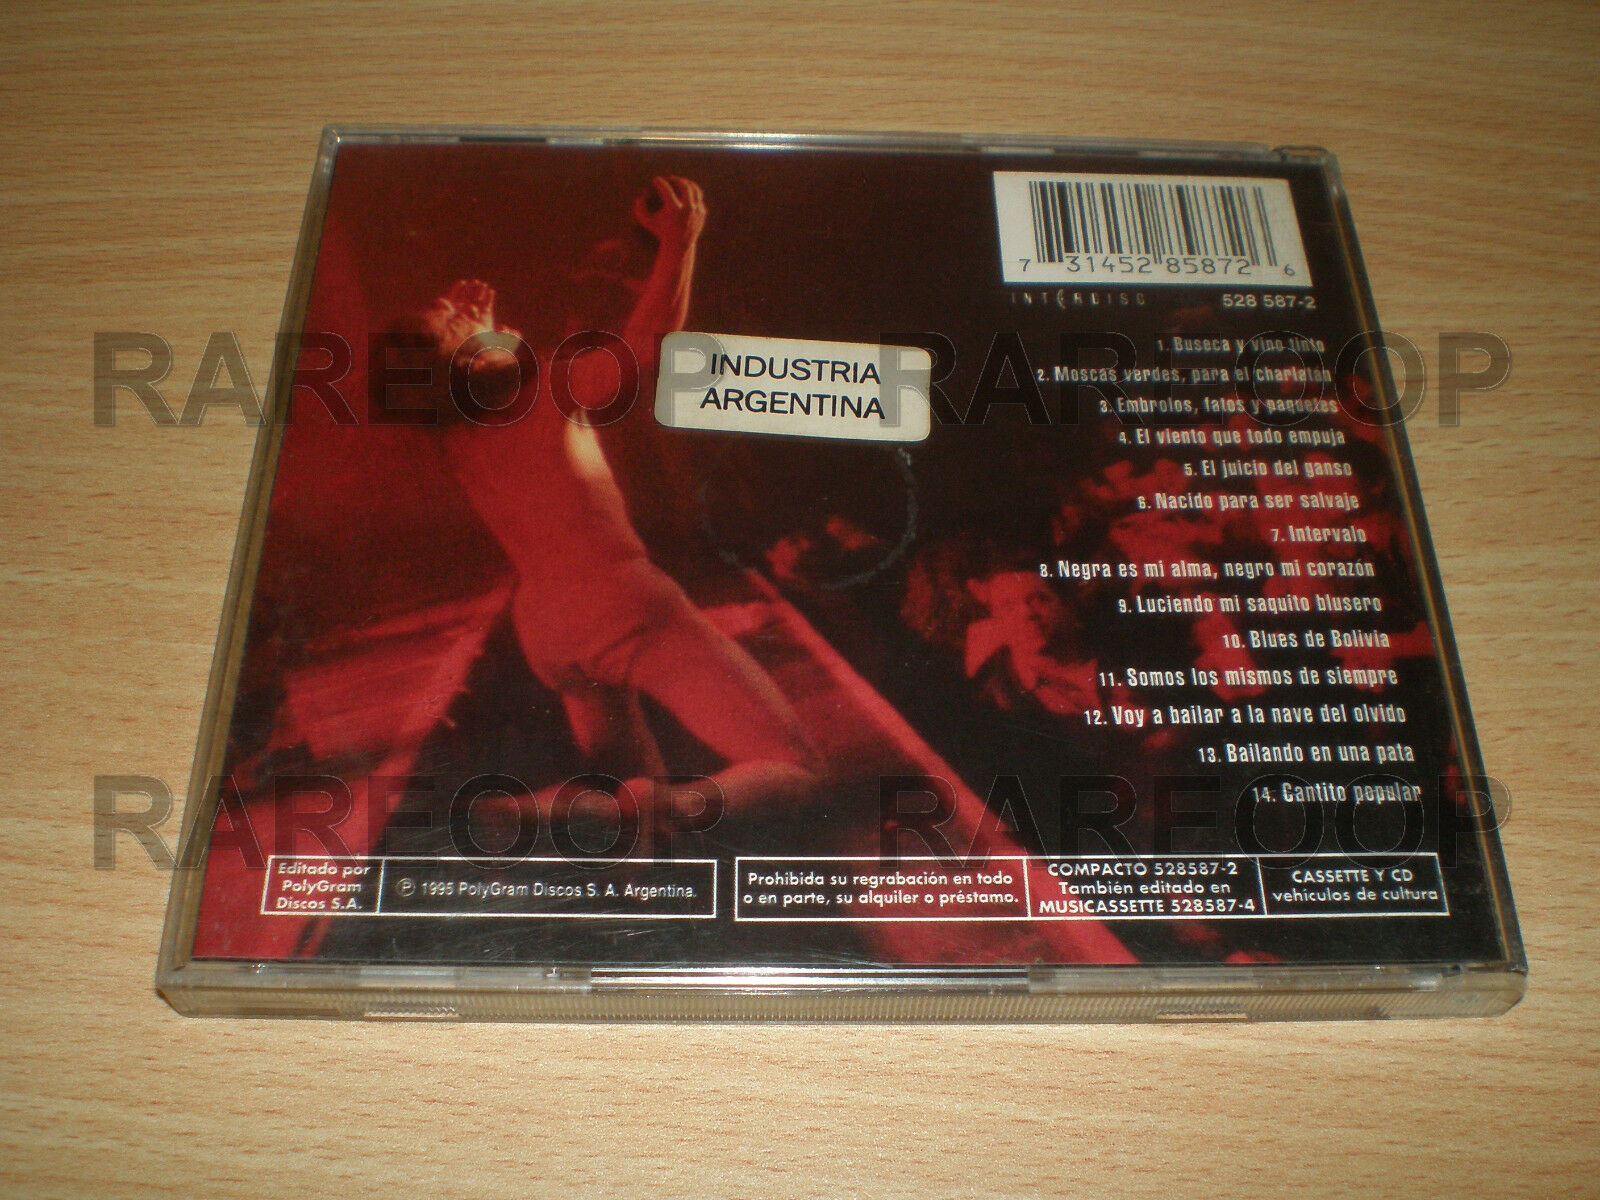 7 31452 85872 6
INTERDISC 528 587-2
INDUSTRIA
ARGENTINA
1. Buseca y vino tinto
2. Moscas verdes, para el charlatán
3. Embrolos, fatos y paquetes
4. El viento que todo empuja
5. El juicio del ganso
6. Nacido para ser salvaje
7. Intervalo
8. Negra es mi alma, negro mi corazón
9. Luciendo mi saquito blusero
10. Blues de Bolivia
11. Somos los mismos de siempre
12. Voy a bailar a la nave del olvido
13. Bailando en una pata
14. Cantito popular
Editado por
PolyGram
Discos S.A.
℗ 1995 PolyGram Discos S. A. Argentina.
Prohibida su regrabación en todo
o en parte, su alquiler o préstamo.
COMPACTO 528587-2
También editado en
MUSICASSETTE 528587-4
CASSETTE Y CD
vehículos de cultura
RAREOOP RAREOOP
RAREOOP RAREOOP